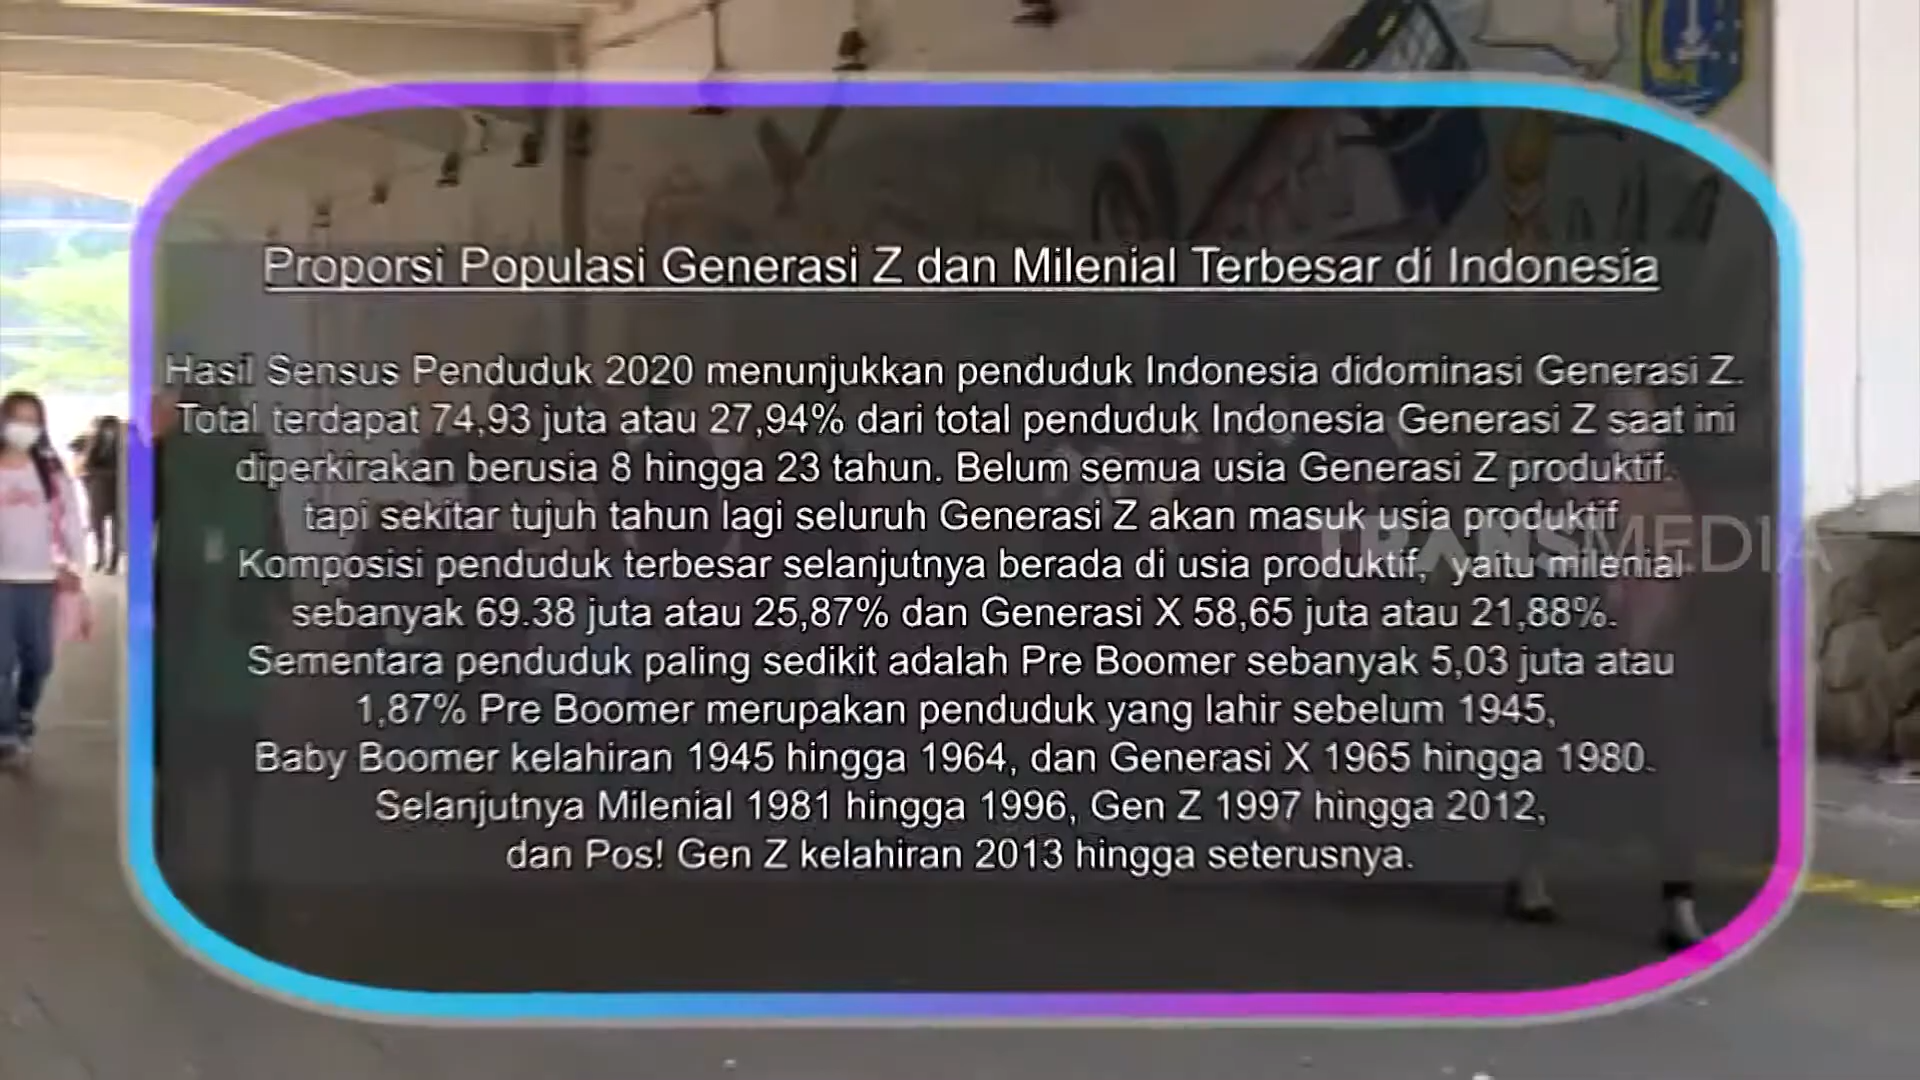 Proporsi Populasi Generasi Z dan Milenial Terbesar di Indonesia
Hasil Sensus Penduduk 2020 menunjukkan penduduk Indonesia didominasi Generasi Z.
Total terdapat 74,93 juta atau 27,94% dari total penduduk Indonesia Generasi Z saat ini
diperkirakan berusia 8 hingga 23 tahun. Belum semua usia Generasi Z produktif.
tapi sekitar tujuh tahun lagi seluruh Generasi Z akan masuk usia produktif
TRANSMEDIA
Komposisi penduduk terbesar selanjutnya berada di usia produktif, yaitu milenial
sebanyak 69.38 juta atau 25,87% dan Generasi X 58,65 juta atau 21,88%.
Sementara penduduk paling sedikit adalah Pre Boomer sebanyak 5,03 juta atau
1,87% Pre Boomer merupakan penduduk yang lahir sebelum 1945,
Baby Boomer kelahiran 1945 hingga 1964, dan Generasi X 1965 hingga 1980.
Selanjutnya Milenial 1981 hingga 1996, Gen Z 1997 hingga 2012,
dan Pos! Gen Z kelahiran 2013 hingga seterusnya.